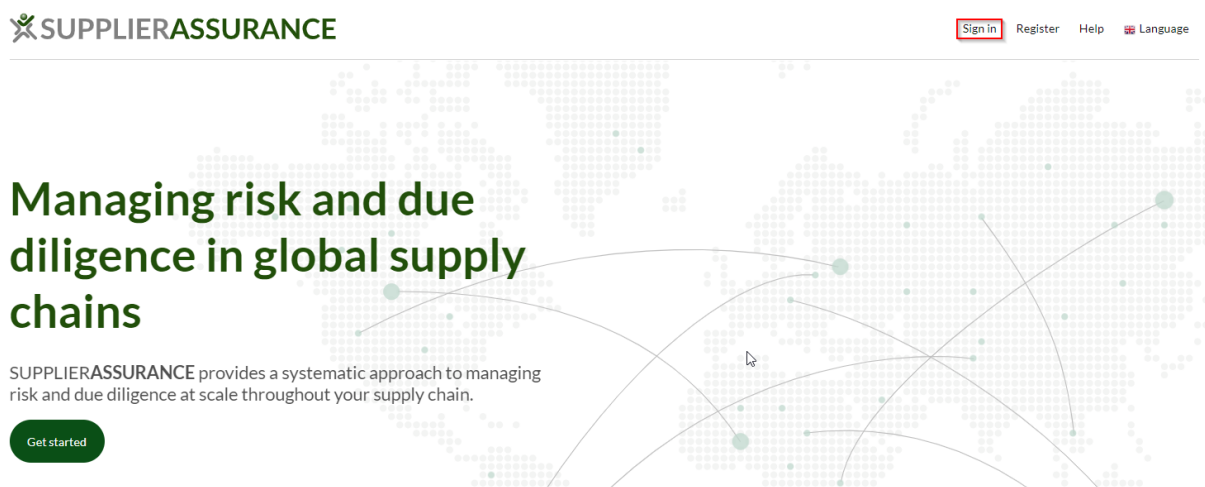 SUPPLIERASSURANCE
Sign in Register Help Language
Managing risk and due
diligence in global supply
chains
SUPPLIERASSURANCE provides a systematic approach to managing
risk and due diligence at scale throughout your supply chain.
Get started